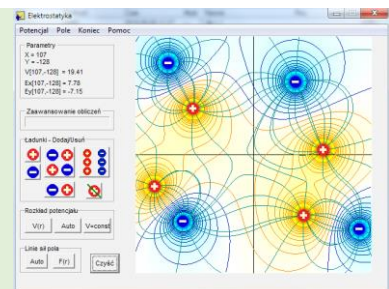 Elektrostatyka
Potencjał Pole Koniec Pomoc
Parametry
X = 107
Y = -128
V[107,-128] = 19.41
Ex[107,-128] = 7.78
Ey[107,-128] = -7.15
Zaawansowanie obliczeń
Ładunki - Dodaj/Usuń
Rozkład potencjału
V(r) Auto V=const
Linie sił pola
Auto F(r) Czyść